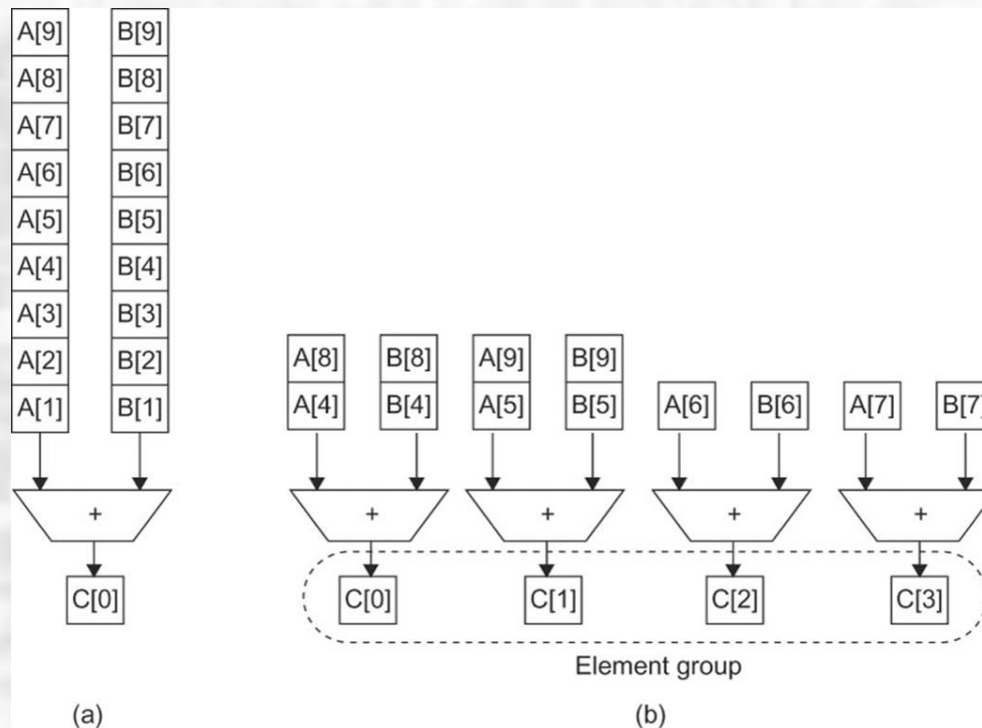 A[9] B[9]
A[8] B[8]
A[7] B[7]
A[6] B[6]
A[5] B[5]
A[4] B[4]
A[3] B[3]
A[2] B[2]
A[1] B[1]
+
C[0]
(a)
A[8] B[8] A[9] B[9]
A[4] B[4] A[5] B[5] A[6] B[6] A[7] B[7]
+ + + +
C[0] C[1] C[2] C[3]
Element group
(b)